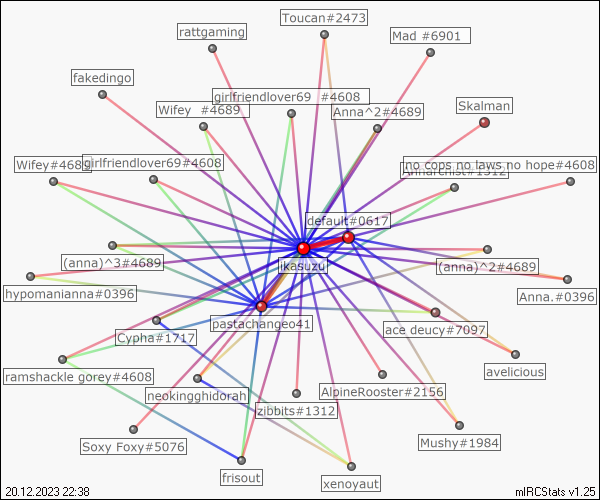 Toucan#2473
rattgaming
Mad #6901
fakedingo
girlfriendlover69 #4608
Wifey #4689
Anna^2#4689
Skalman
Wifey#4689
girlfriendlover69#4608
no cops no laws no hope#4608
Annarchist#1312
default#0617
(anna)^3#4689
ikasuzu
(anna)^2#4689
hypomanianna#0396
Anna.#0396
pastachangeo41
Cypha#1717
ace deucy#7097
ramshackle gorey#4608
avelicious
neokingghidorah
AlpineRooster#2156
zibbits#1312
Soxy Foxy#5076
Mushy#1984
frisout
xenoyaut
20.12.2023 22:38
mIRCStats v1.25